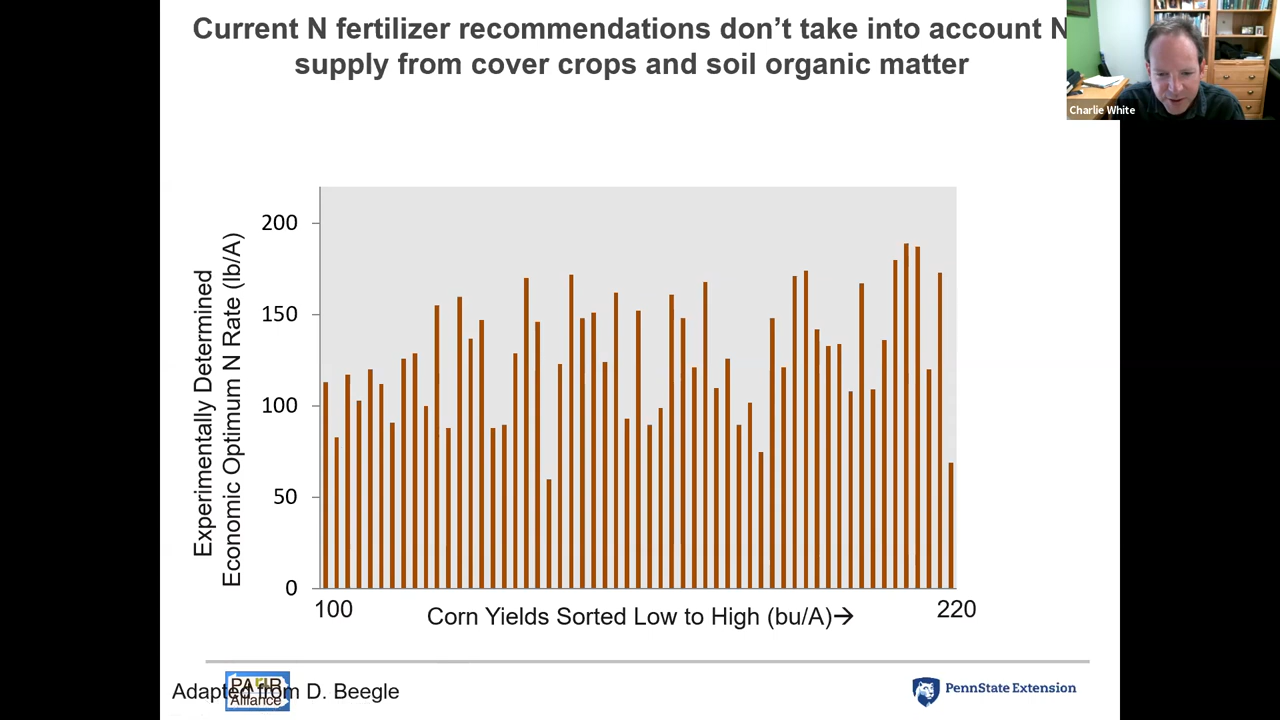 Current N fertilizer recommendations don't take into account N
supply from cover crops and soil organic matter
Charlie White
Experimentally Determined
Economic Optimum N Rate (lb/A)
200
150
100
50
0
100
Corn Yields Sorted Low to High (bu/A)→
220
Adapted from D. Beegle
Alliance
PennState Extension